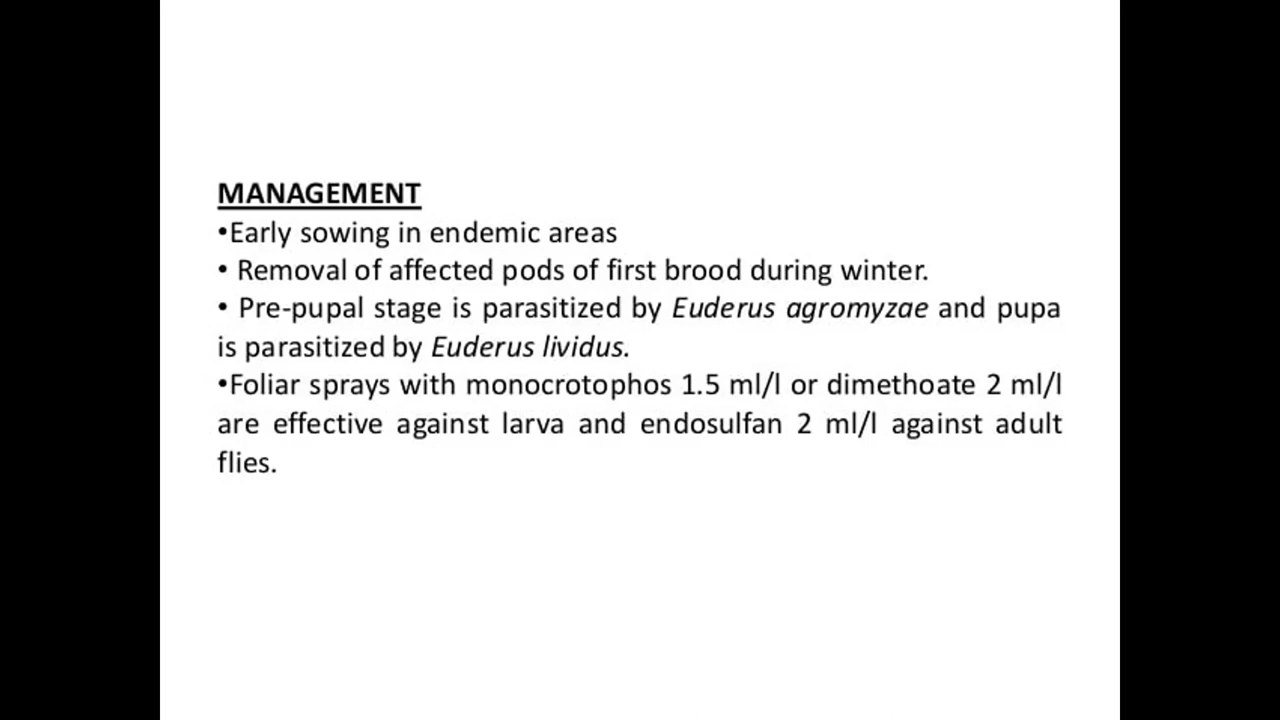 MANAGEMENT
•Early sowing in endemic areas
• Removal of affected pods of first brood during winter.
• Pre-pupal stage is parasitized by Euderus agromyzae and pupa
is parasitized by Euderus lividus.
•Foliar sprays with monocrotophos 1.5 ml/l or dimethoate 2 ml/l
are effective against larva and endosulfan 2 ml/l against adult
flies.